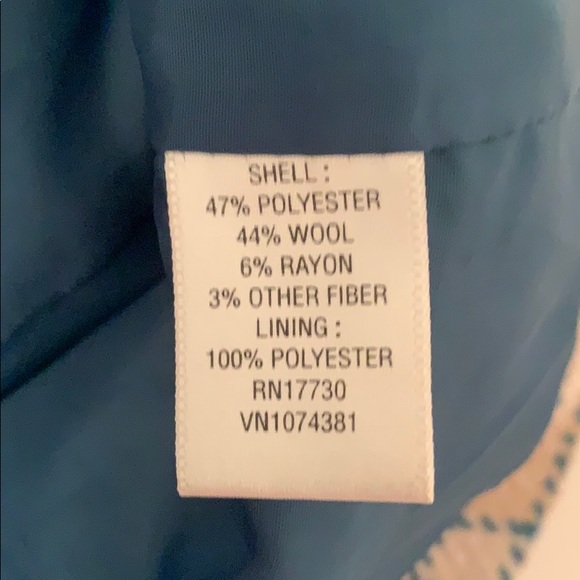 SHELL :
47% POLYESTER
44% WOOL
6% RAYON
3% OTHER FIBER
LINING :
100% POLYESTER
RN17730
VN1074381